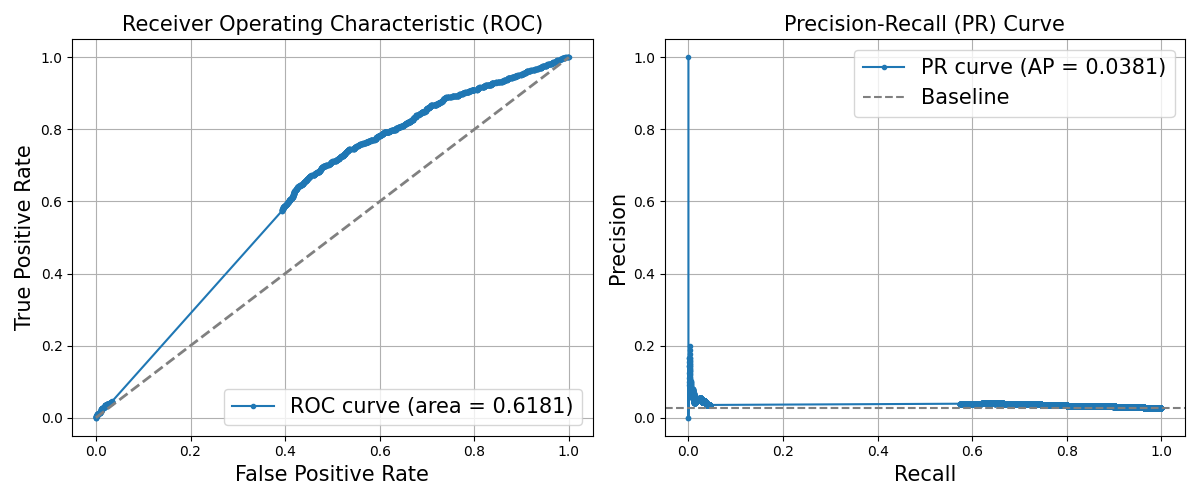 Receiver Operating Characteristic (ROC)
True Positive Rate
1.0
0.8
0.6
0.4
0.2
0.0
ROC curve (area = 0.6181)
0.0 0.2 0.4 0.6 0.8 1.0
False Positive Rate
Precision-Recall (PR) Curve
Precision
1.0
0.8
0.6
0.4
0.2
0.0
PR curve (AP = 0.0381)
Baseline
0.0 0.2 0.4 0.6 0.8 1.0
Recall